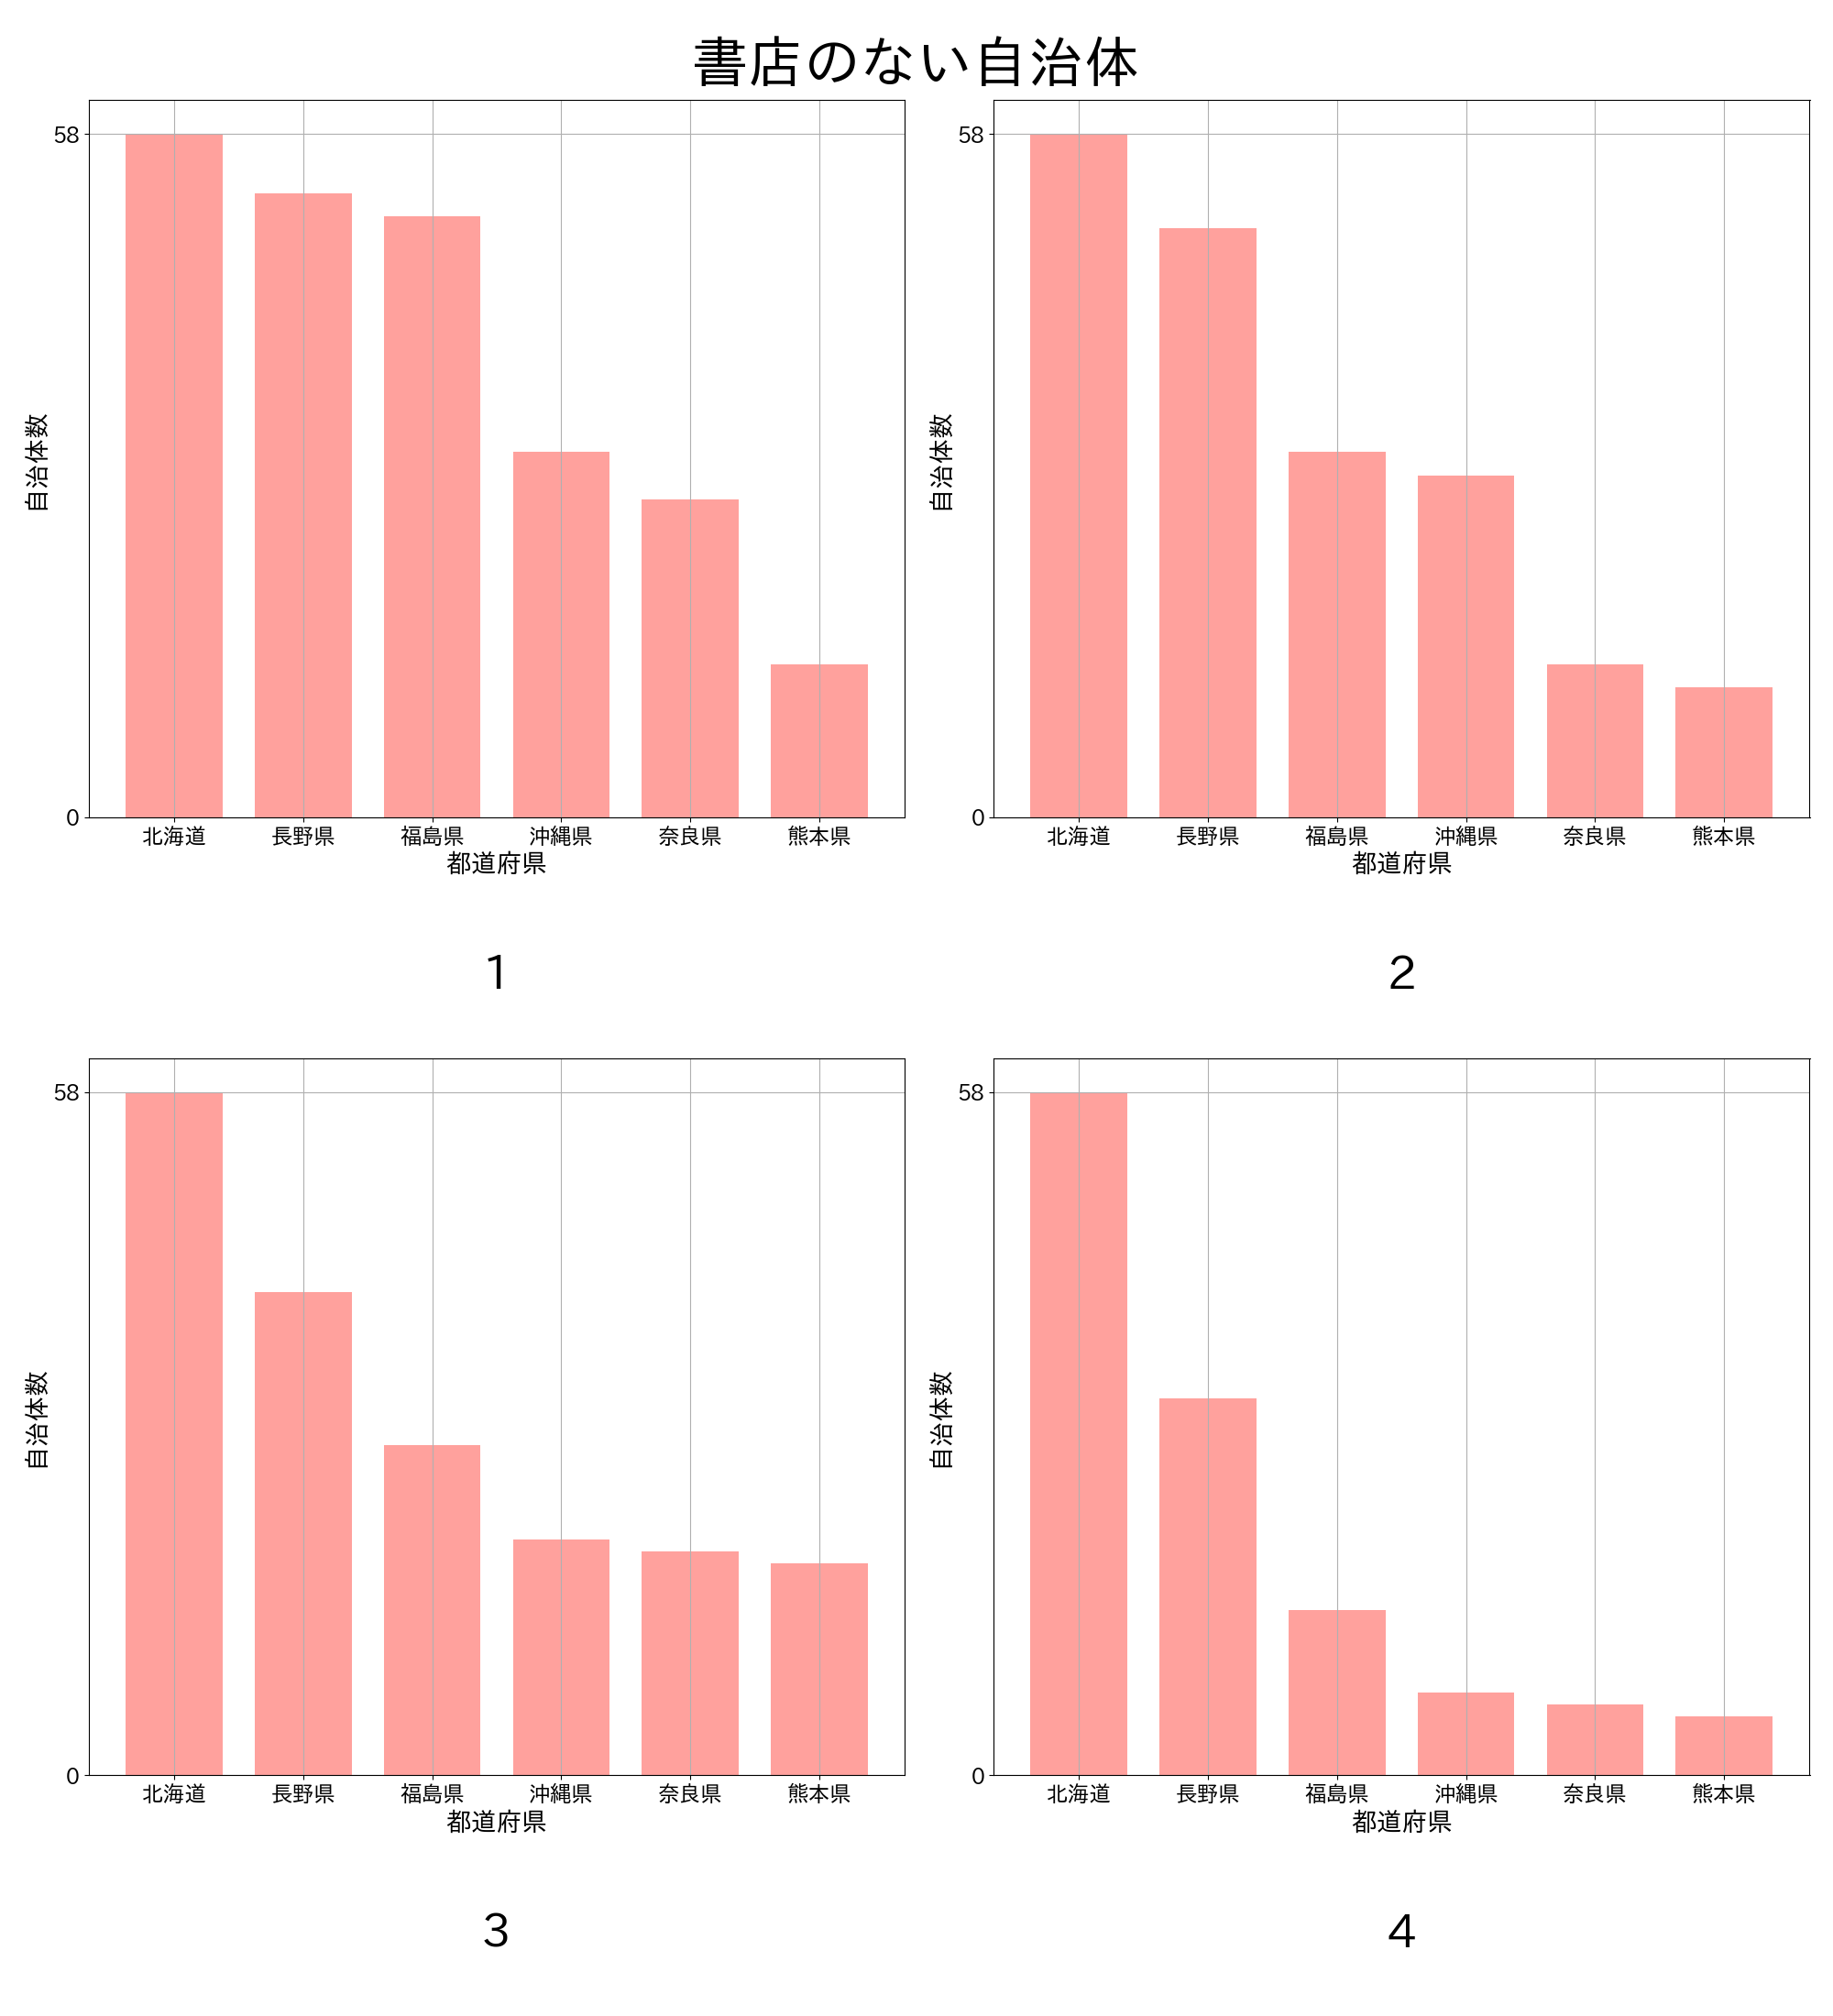 書店のない自治体
58
0
自治体数
北海道 長野県 福島県 沖縄県 奈良県 熊本県
都道府県
1
58
0
自治体数
北海道 長野県 福島県 沖縄県 奈良県 熊本県
都道府県
2
58
0
自治体数
北海道 長野県 福島県 沖縄県 奈良県 熊本県
都道府県
3
58
0
自治体数
北海道 長野県 福島県 沖縄県 奈良県 熊本県
都道府県
4